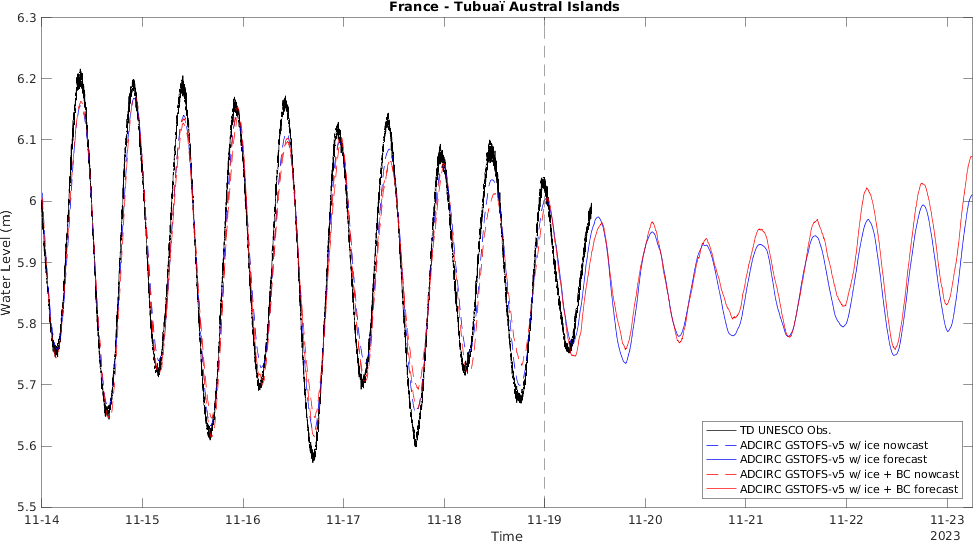 France - Tubuaï Austral Islands
Water Level (m)
6.3
6.2
6.1
6
5.9
5.8
5.7
5.6
5.5
TD UNESCO Obs.
ADCIRC GSTOFS-v5 w/ ice nowcast
ADCIRC GSTOFS-v5 w/ ice forecast
ADCIRC GSTOFS-v5 w/ ice + BC nowcast
ADCIRC GSTOFS-v5 w/ ice + BC forecast
11-14 11-15 11-16 11-17 11-18 11-19 11-20 11-21 11-22 11-23
Time
2023